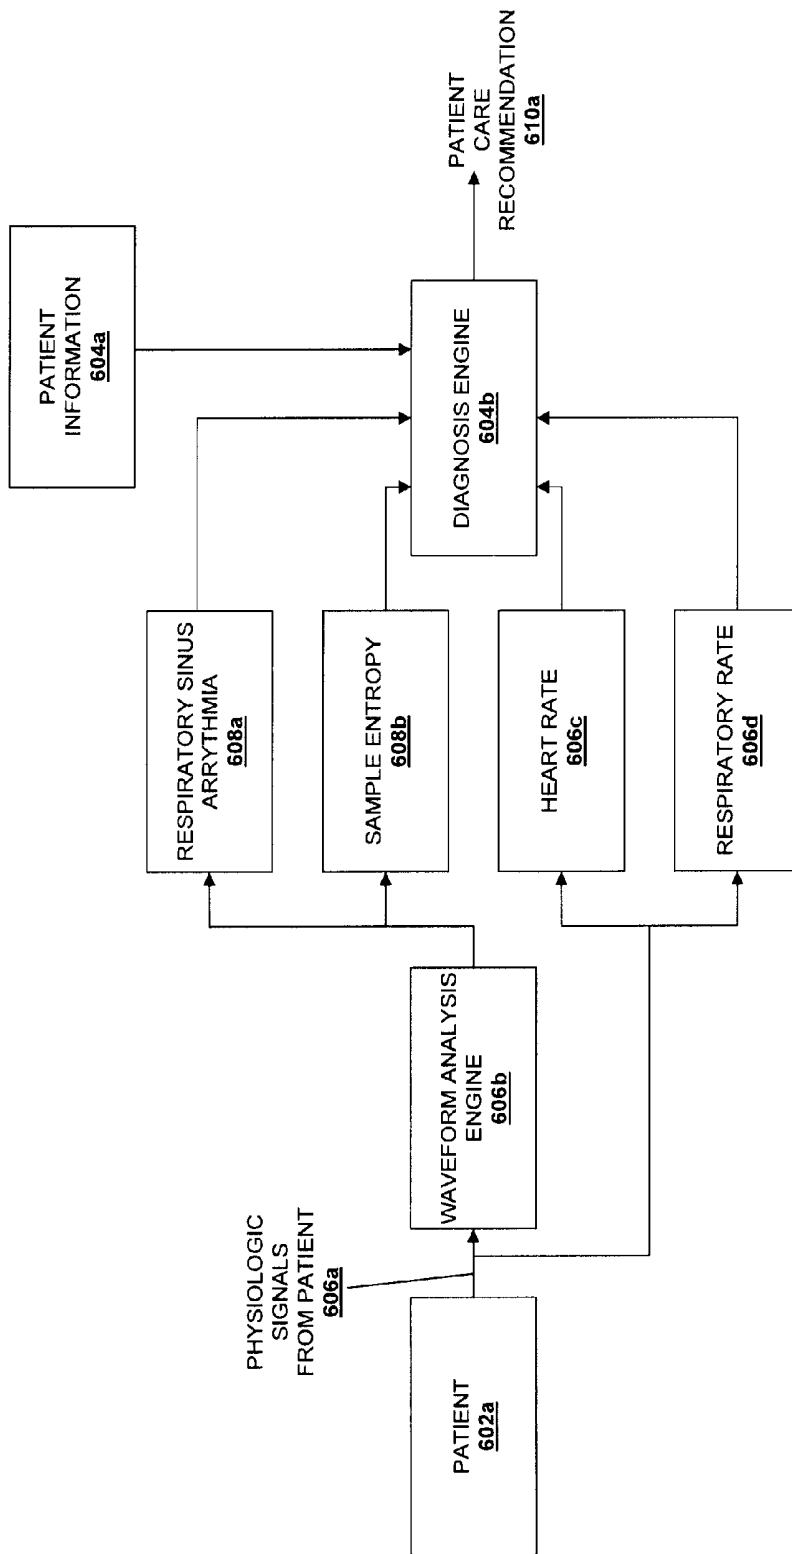 PATIENT
602a
PHYSIOLOGIC
SIGNALS
FROM PATIENT
606a
WAVEFORM ANALYSIS
ENGINE
606b
RESPIRATORY SINUS
ARRYTHMIA
608a
SAMPLE ENTROPY
608b
HEART RATE
606c
RESPIRATORY RATE
606d
PATIENT
INFORMATION
604a
DIAGNOSIS ENGINE
604b
PATIENT
CARE
RECOMMENDATION
610a